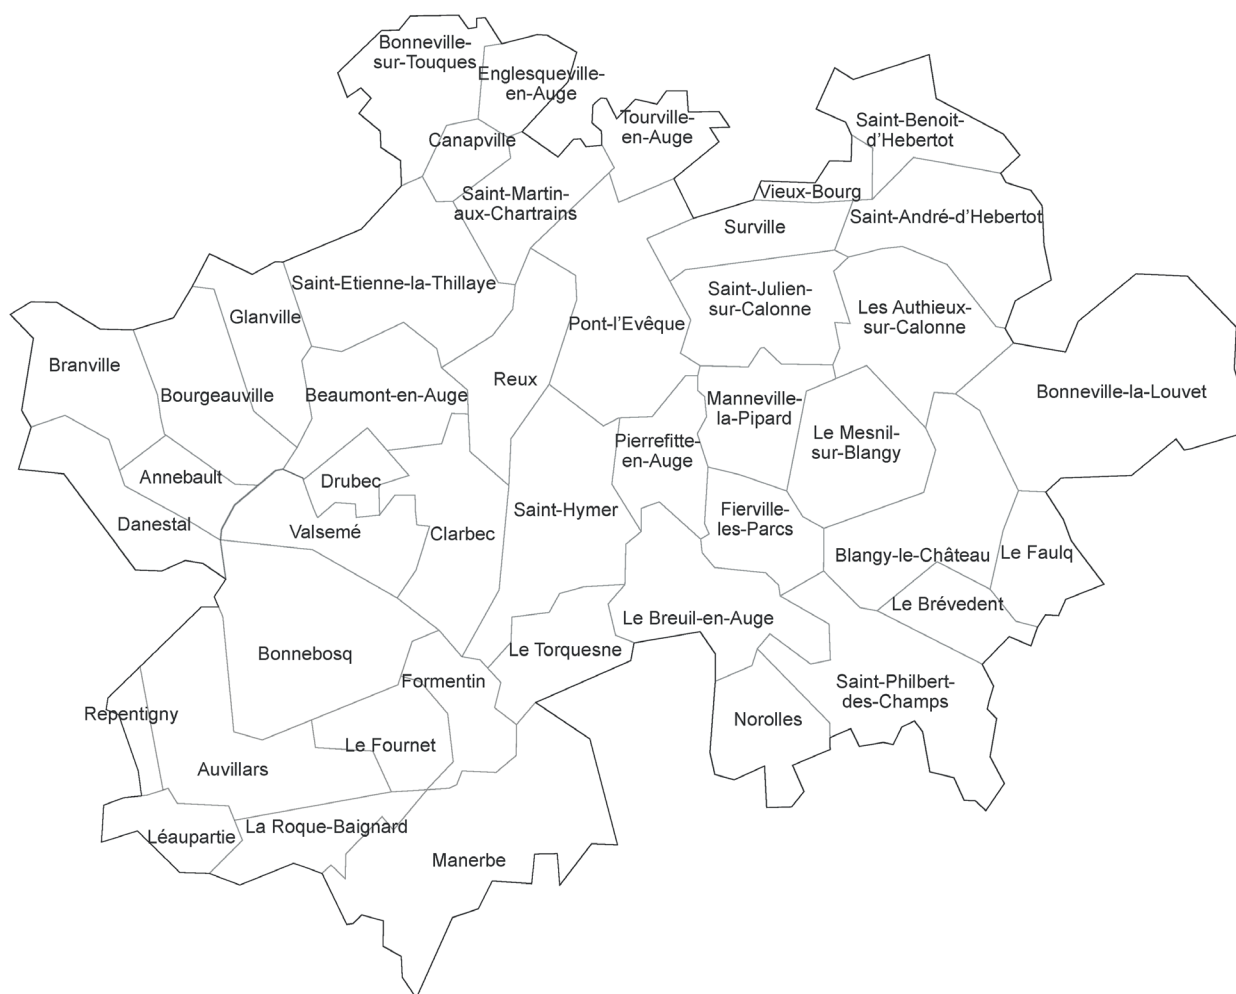 Bonneville-
sur-Touques
Englesqueville-
en-Auge
Tourville-
en-Auge
Saint-Benoit-
d'Hebertot
Canapville
Saint-Martin-
aux-Chartrains
Vieux-Bourg
Surville
Saint-André-d'Hebertot
Saint-Etienne-la-Thillaye
Saint-Julien-
sur-Calonne
Les Authieux-
sur-Calonne
Glanville
Pont-l'Evêque
Branville
Bourgeauville
Beaumont-en-Auge
Reux
Manneville-
la-Pipard
Bonneville-la-Louvet
Le Mesnil-
sur-Blangy
Pierrefitte-
en-Auge
Annebault
Drubec
Danestal
Valsemé
Clarbec
Saint-Hymer
Fierville-
les-Parcs
Blangy-le-Château
Le Faulq
Le Brévedent
Le Breuil-en-Auge
Bonnebosq
Le Torquesne
Formentin
Saint-Philbert-
des-Champs
Repentigny
Norolles
Le Fournet
Auvillars
Léaupartie
La Roque-Baignard
Manerbe